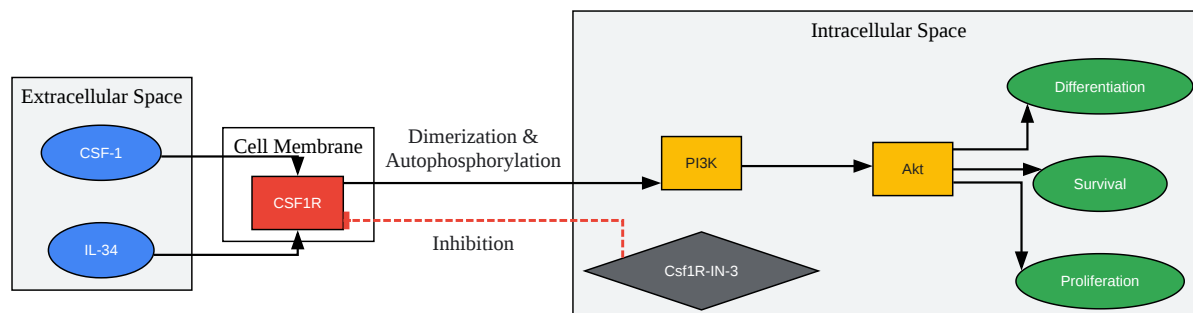 Intracellular Space
Extracellular Space
CSF-1
IL-34
Cell Membrane
CSF1R
Dimerization &
Autophosphorylation
Inhibition
PI3K
Akt
Csf1R-IN-3
Differentiation
Survival
Proliferation